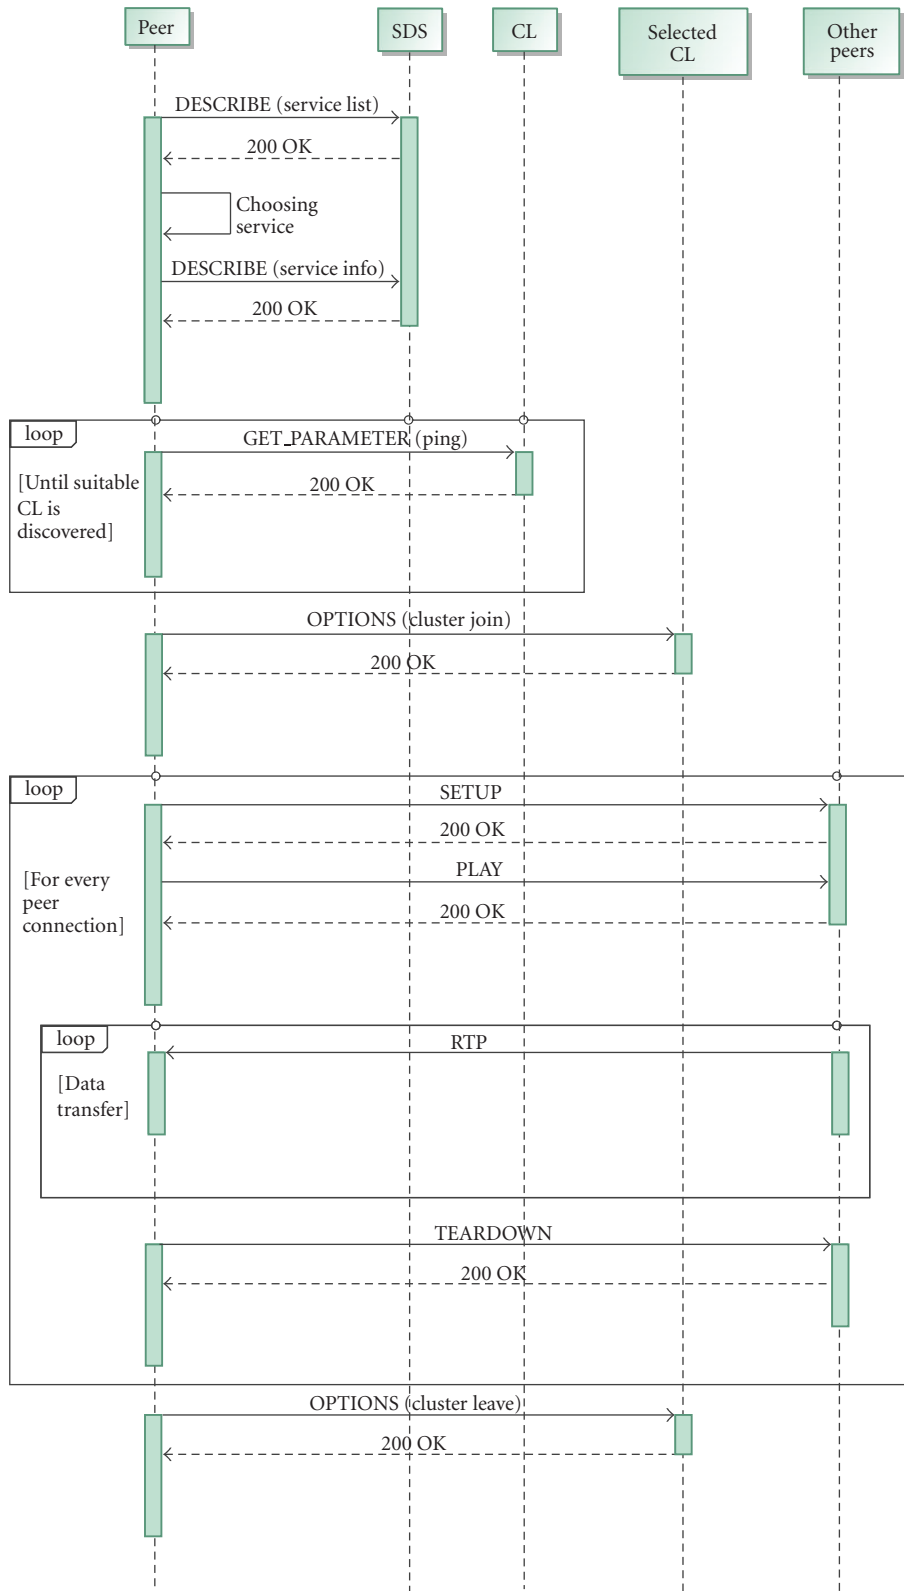 Peer
SDS
CL
Selected
CL
Other
peers
DESCRIBE (service list)
200 OK
Choosing
service
DESCRIBE (service info)
200 OK
loop
GET_PARAMETER (ping)
[Until suitable
CL is
discovered]
200 OK
OPTIONS (cluster join)
200 OK
loop
SETUP
200 OK
[For every
peer
connection]
PLAY
200 OK
loop
RTP
[Data
transfer]
TEARDOWN
200 OK
OPTIONS (cluster leave)
200 OK